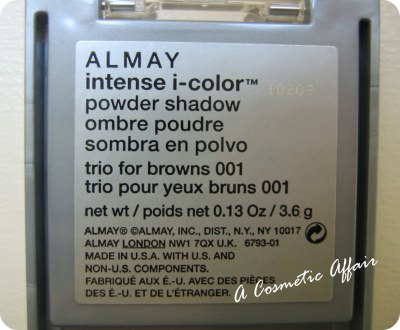 ALMAY
intense i-color™
10209
powder shadow
ombre poudre
sombra en polvo
trio for browns 001
trio pour yeux bruns 001
net wt / poids net 0.13 Oz / 3.6 g
ALMAY® ©ALMAY, INC., DIST., N.Y., NY 10017
ALMAY LONDON NW1 7QX U.K. 6793-01
MADE IN U.S.A. WITH U.S. AND
NON-U.S. COMPONENTS.
FABRIQUÉ AUX É.-U. AVEC DES PIÈCES
DES É.-U. ET DE L'ÉTRANGER.
A Cosmetic Affair